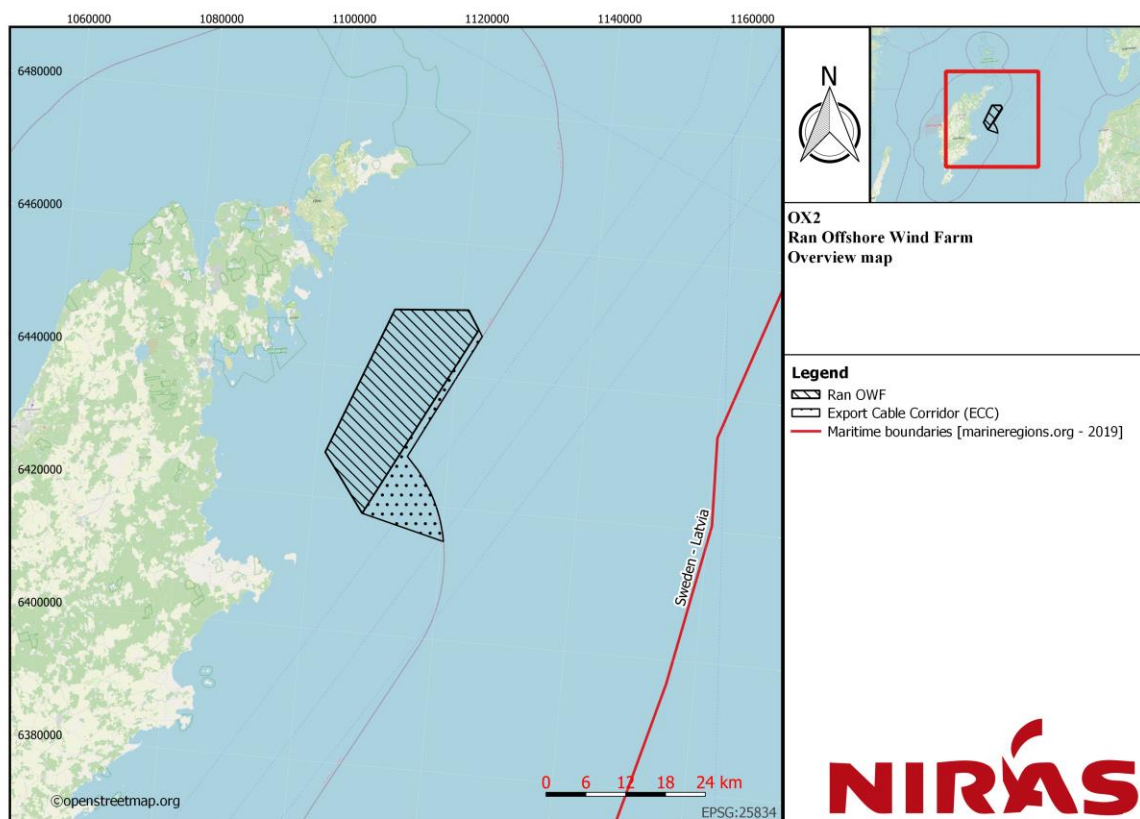 1060000 1080000 1100000 1120000 1140000 1160000
6480000
6460000
6440000
6420000
6400000
6380000
Sweden - Latvia
0 6 12 18 24 km
©openstreetmap.org
EPSG:25834
N
OX2
Ran Offshore Wind Farm
Overview map
Legend
Ran OWF
Export Cable Corridor (ECC)
Maritime boundaries [marineregions.org - 2019]
NIRAS